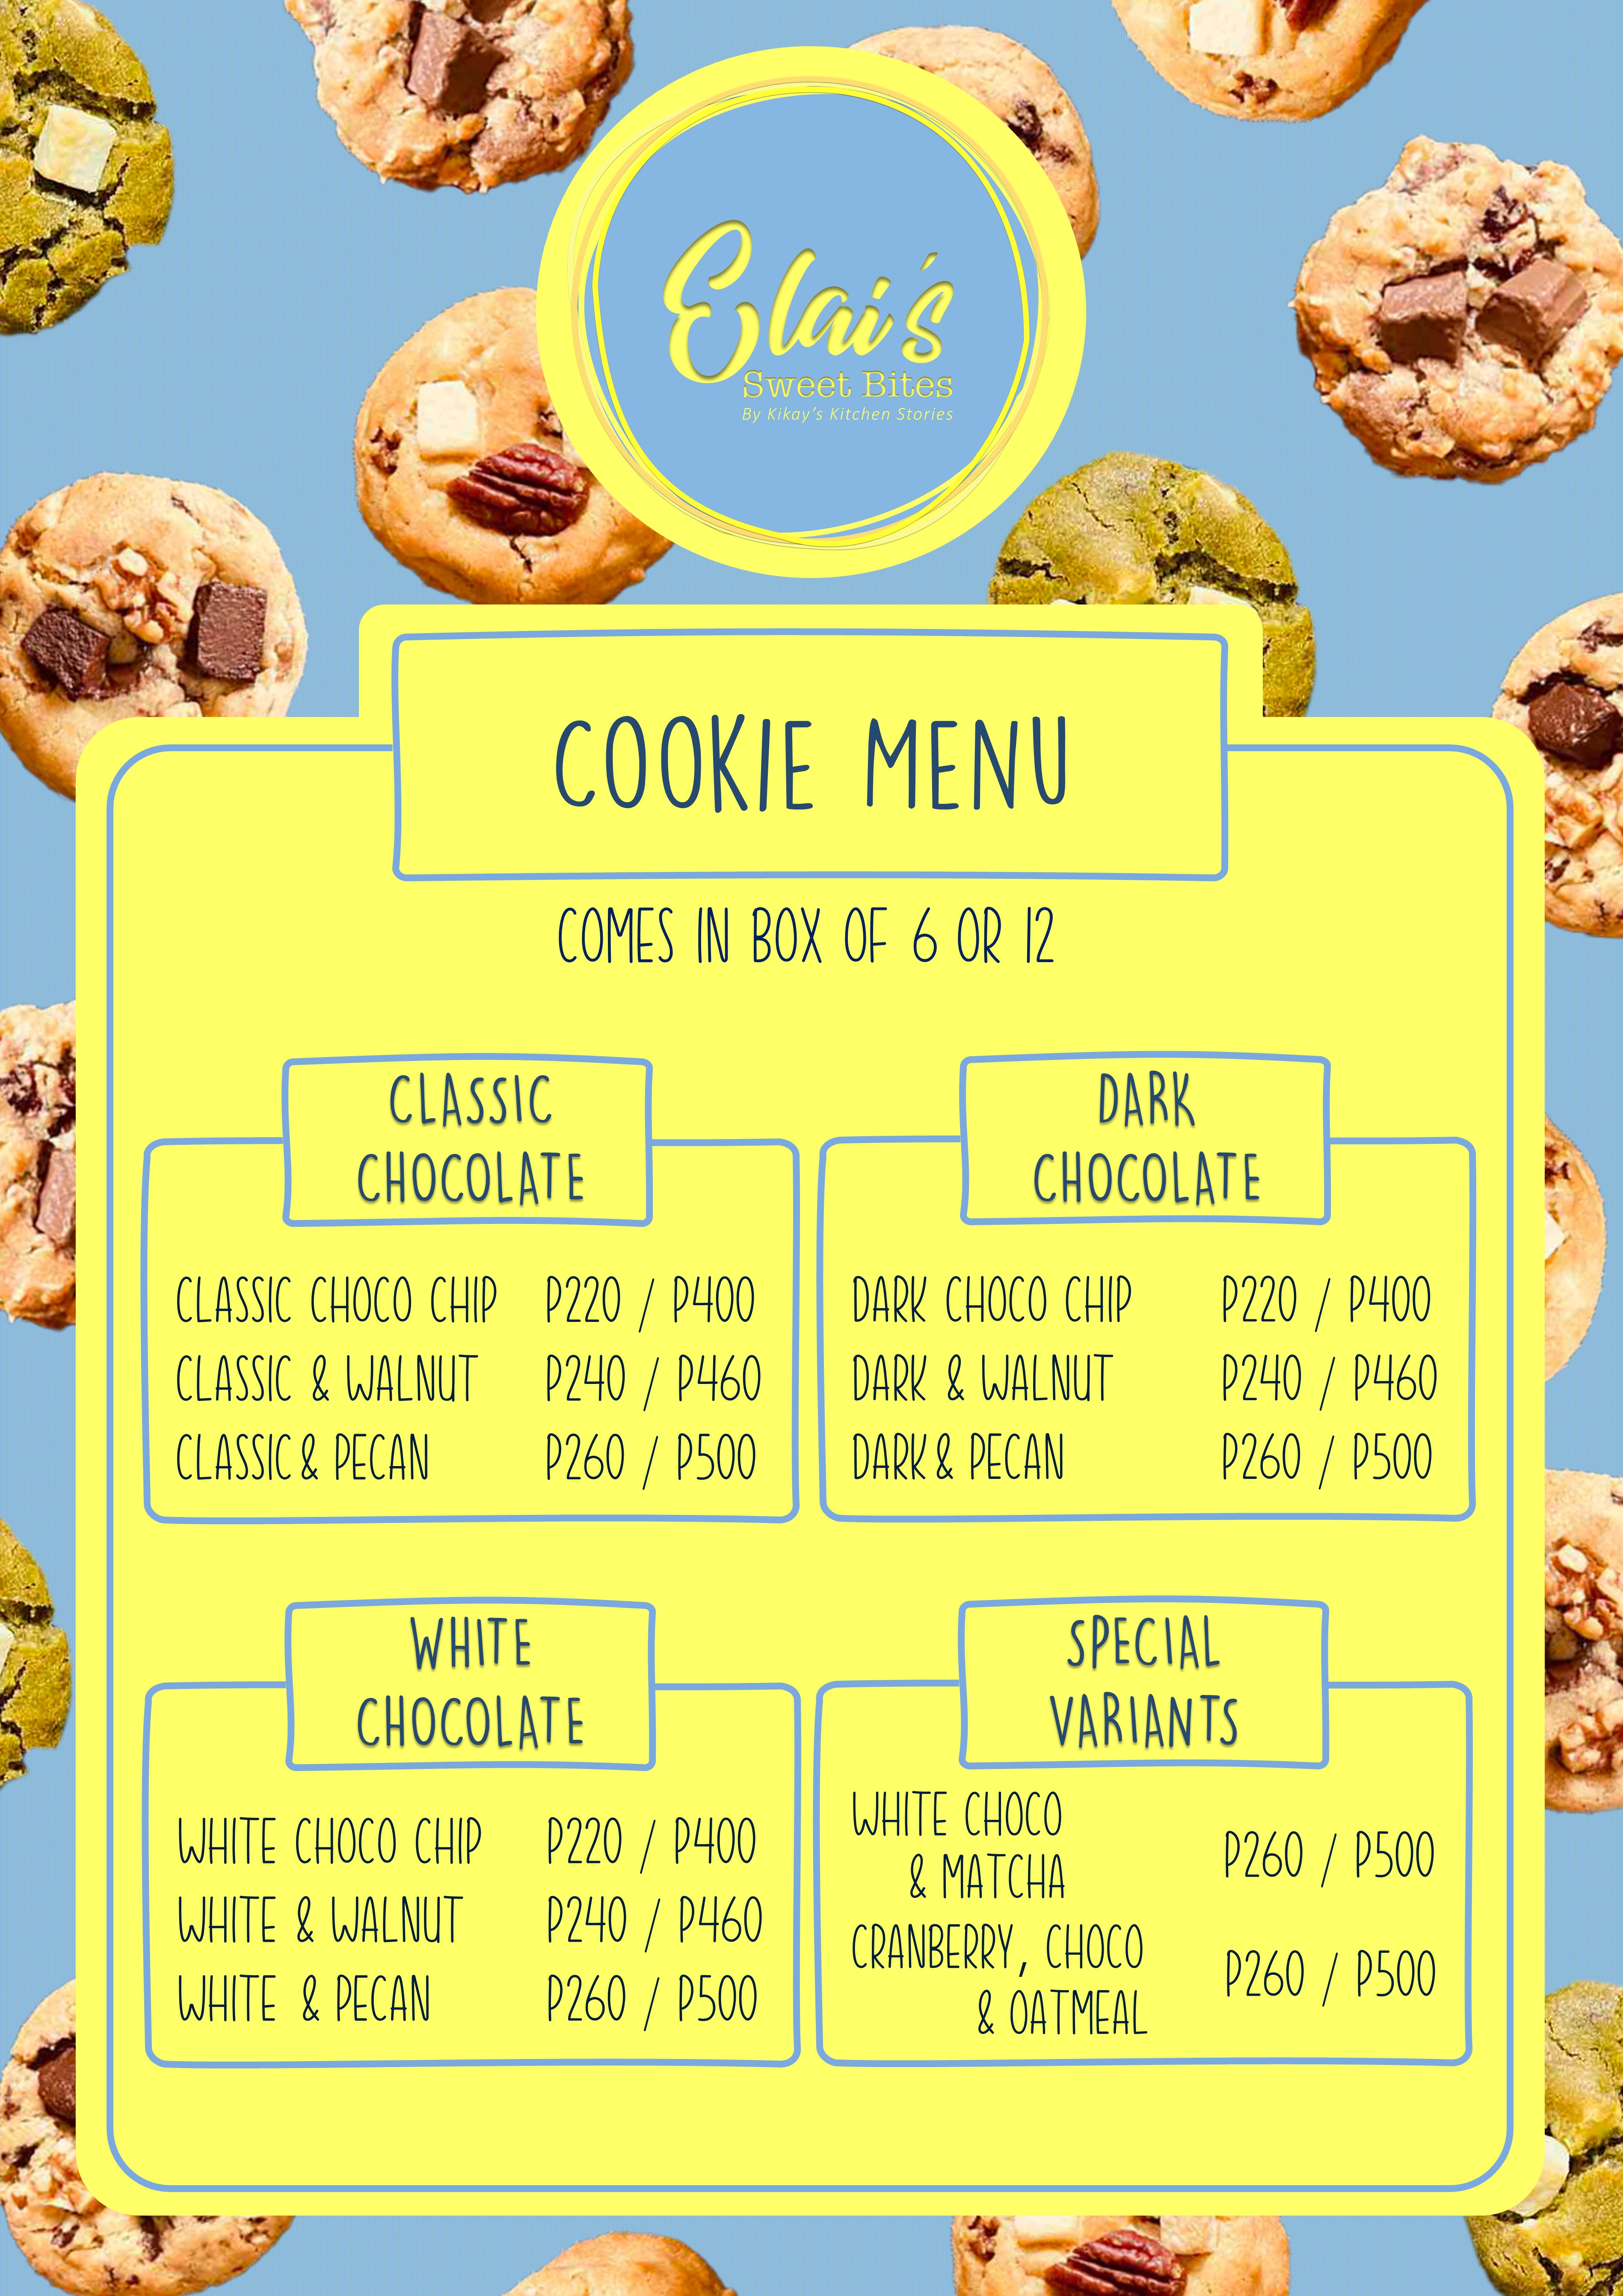 Elai's
Sweet Bites
By Kikay's Kitchen Stories
COOKIE MENU
COMES IN BOX OF 6 OR 12
CLASSIC
CHOCOLATE
CLASSIC CHOCO CHIP P220 / P400
CLASSIC & WALNUT P240 / P460
CLASSIC & PECAN P260 / P500
DARK
CHOCOLATE
DARK CHOCO CHIP P220 / P400
DARK & WALNUT P240 / P460
DARK & PECAN P260 / P500
WHITE
CHOCOLATE
WHITE CHOCO CHIP P220 / P400
WHITE & WALNUT P240 / P460
WHITE & PECAN P260 / P500
SPECIAL
VARIANTS
WHITE CHOCO
& MATCHA P260 / P500
CRANBERRY, CHOCO
& OATMEAL P260 / P500